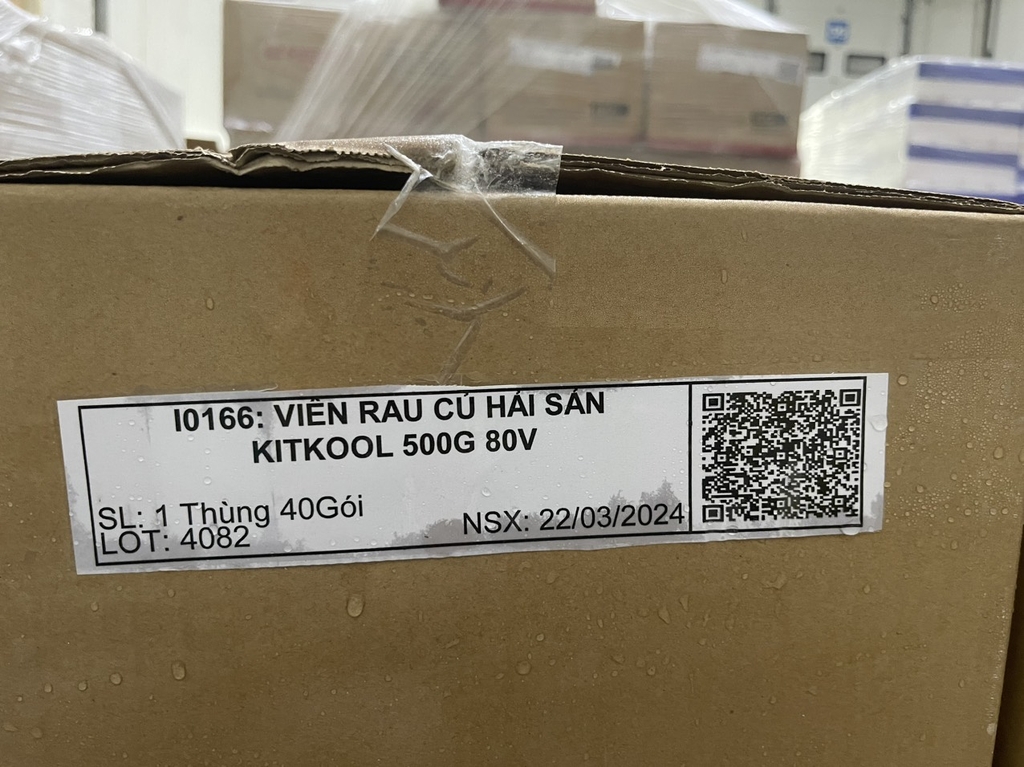 I0166: VIÊN RAU CỦ HẢI SẢN
KITKOOL 500G 80V
SL: 1 Thùng 40Gói
LOT: 4082
NSX: 22/03/2024